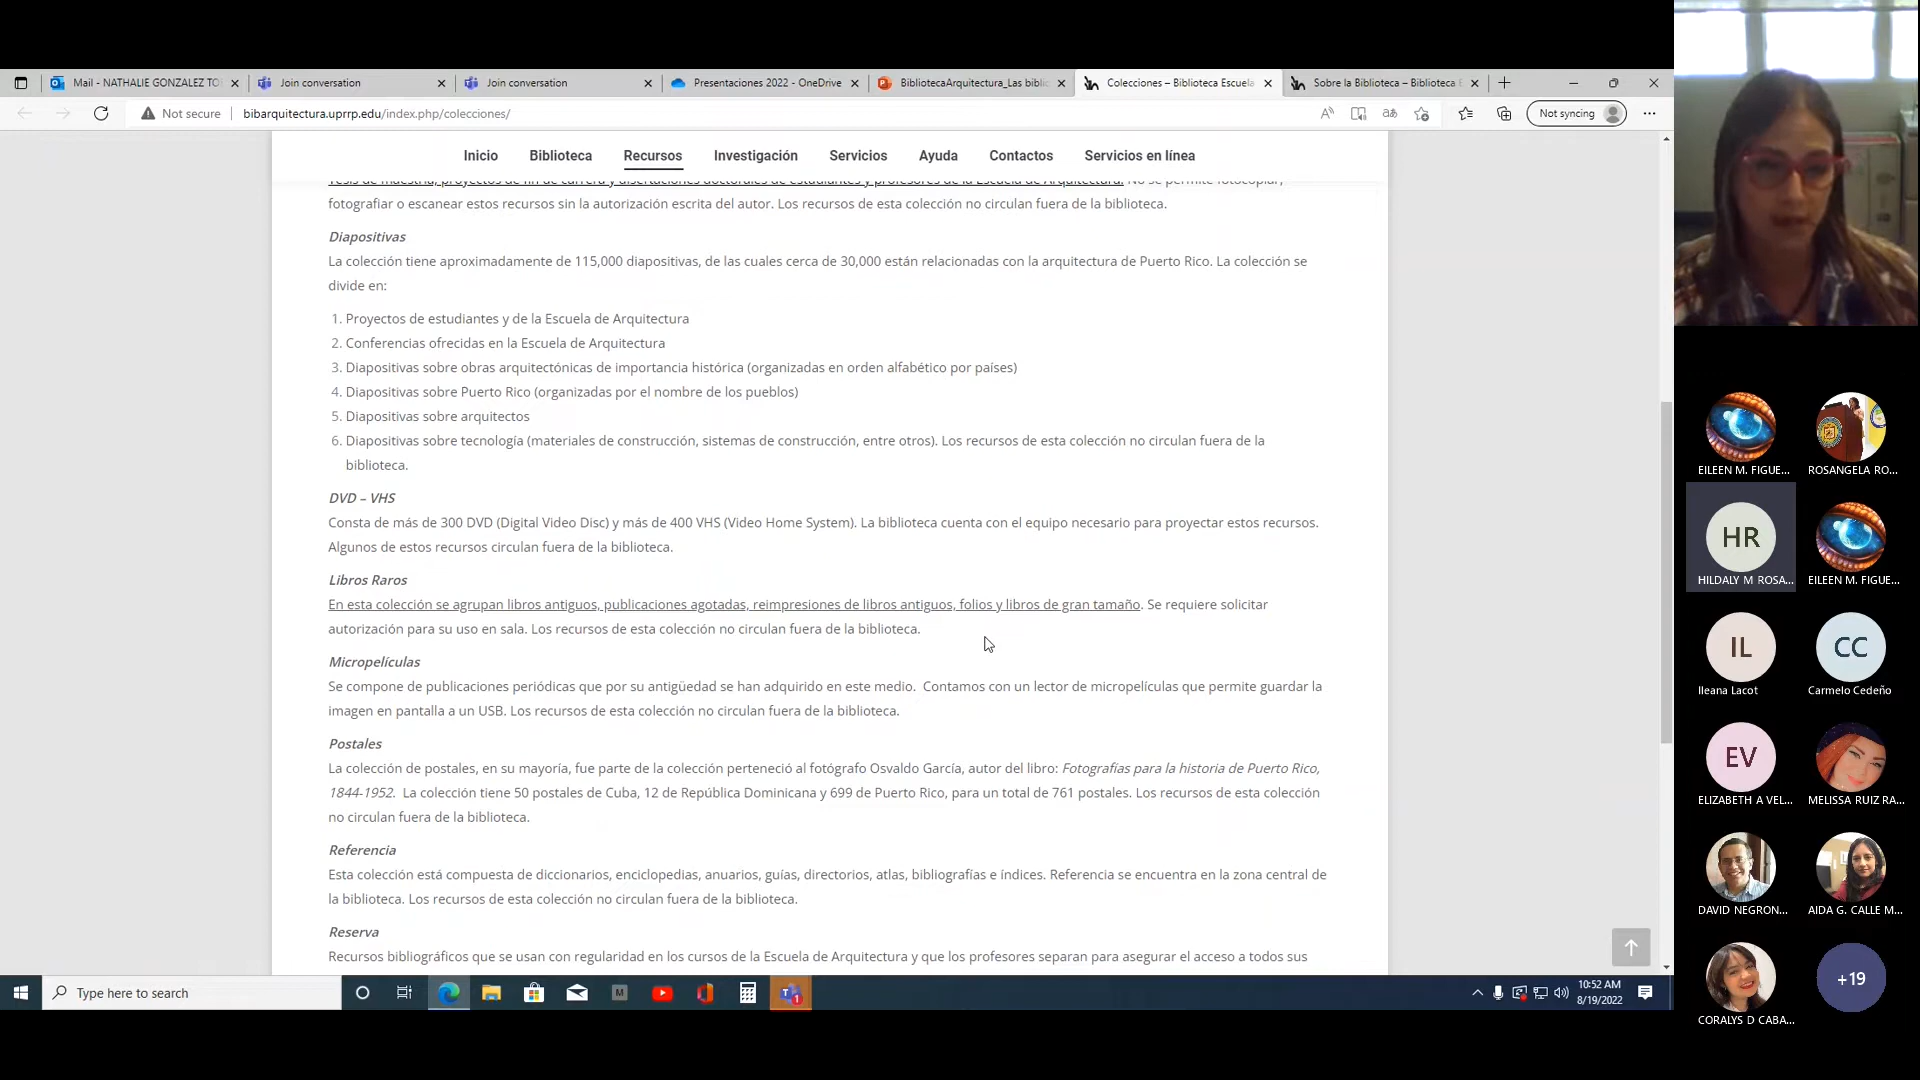 Mail - NATHALIE GONZALEZ TO
Join conversation
Join conversation
Presentaciones 2022 - OneDrive
BibliotecaArquitectura_Las biblic
Colecciones – Biblioteca Escuela
Sobre la Biblioteca – Biblioteca E
Not secure
bibarquitectura.uprrp.edu/index.php/colecciones/
Not syncing
Inicio Biblioteca Recursos Investigación Servicios Ayuda Contactos Servicios en línea
Tesis de maestría, proyectos de fin de carrera y disertaciones doctorales de estudiantes y profesores de la Escuela de Arquitectura. No se permite fotocopiar,
fotografiar o escanear estos recursos sin la autorización escrita del autor. Los recursos de esta colección no circulan fuera de la biblioteca.
Diapositivas
La colección tiene aproximadamente de 115,000 diapositivas, de las cuales cerca de 30,000 están relacionadas con la arquitectura de Puerto Rico. La colección se
divide en:
1. Proyectos de estudiantes y de la Escuela de Arquitectura
2. Conferencias ofrecidas en la Escuela de Arquitectura
3. Diapositivas sobre obras arquitectónicas de importancia histórica (organizadas en orden alfabético por países)
4. Diapositivas sobre Puerto Rico (organizadas por el nombre de los pueblos)
5. Diapositivas sobre arquitectos
6. Diapositivas sobre tecnología (materiales de construcción, sistemas de construcción, entre otros). Los recursos de esta colección no circulan fuera de la
biblioteca.
DVD – VHS
Consta de más de 300 DVD (Digital Video Disc) y más de 400 VHS (Video Home System). La biblioteca cuenta con el equipo necesario para proyectar estos recursos.
Algunos de estos recursos circulan fuera de la biblioteca.
Libros Raros
En esta colección se agrupan libros antiguos, publicaciones agotadas, reimpresiones de libros antiguos, folios y libros de gran tamaño. Se requiere solicitar
autorización para su uso en sala. Los recursos de esta colección no circulan fuera de la biblioteca.
Micropelículas
Se compone de publicaciones periódicas que por su antigüedad se han adquirido en este medio. Contamos con un lector de micropelículas que permite guardar la
imagen en pantalla a un USB. Los recursos de esta colección no circulan fuera de la biblioteca.
Postales
La colección de postales, en su mayoría, fue parte de la colección perteneció al fotógrafo Osvaldo García, autor del libro: Fotografías para la historia de Puerto Rico,
1844-1952. La colección tiene 50 postales de Cuba, 12 de República Dominicana y 699 de Puerto Rico, para un total de 761 postales. Los recursos de esta colección
no circulan fuera de la biblioteca.
Referencia
Esta colección está compuesta de diccionarios, enciclopedias, anuarios, guías, directorios, atlas, bibliografías e índices. Referencia se encuentra en la zona central de
la biblioteca. Los recursos de esta colección no circulan fuera de la biblioteca.
Reserva
Recursos bibliográficos que se usan con regularidad en los cursos de la Escuela de Arquitectura y que los profesores separan para asegurar el acceso a todos sus
Type here to search
10:52 AM
8/19/2022
EILEEN M. FIGUE...
ROSANGELA RO...
HR
HILDALY M ROSA...
EILEEN M. FIGUE...
IL
Ileana Lacot
CC
Carmelo Cedeño
EV
ELIZABETH A VEL...
MELISSA RUIZ RA...
DAVID NEGRON...
AIDA G. CALLE M...
CORALYS D CABA...
+19